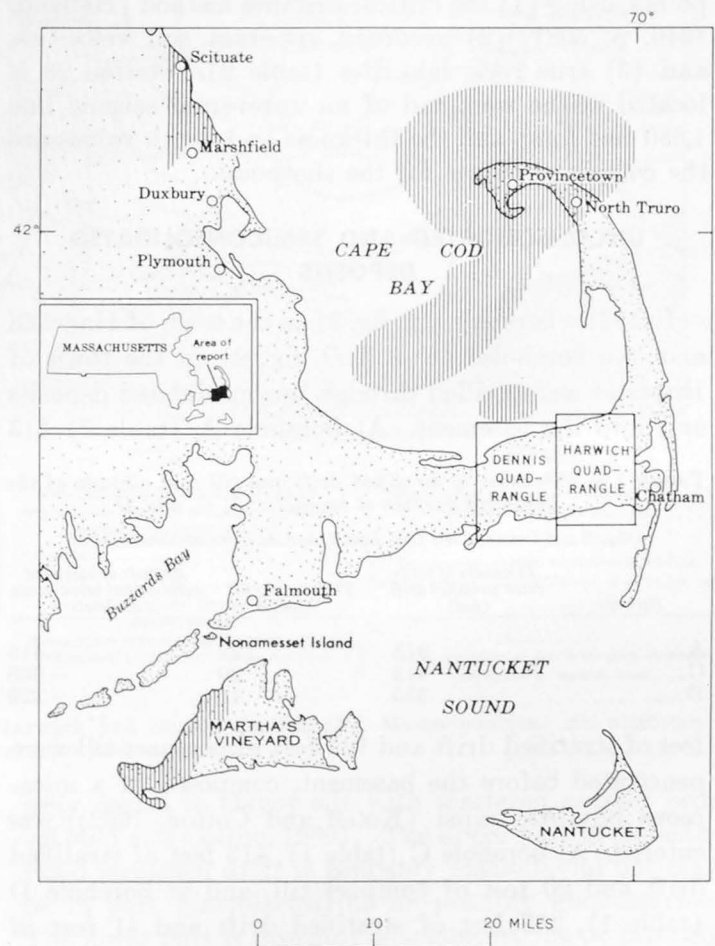 70°
Scituate
Marshfield
Provincetown
Duxbury
North Truro
42°
CAPE COD
BAY
Plymouth
MASSACHUSETTS
Area of
report
DENNIS
QUAD-
RANGLE
HARWICH
QUAD-
RANGLE
Chatham
Buzzards Bay
Falmouth
Nonamesset Island
NANTUCKET
SOUND
MARTHA'S
VINEYARD
NANTUCKET
0 10 20 MILES